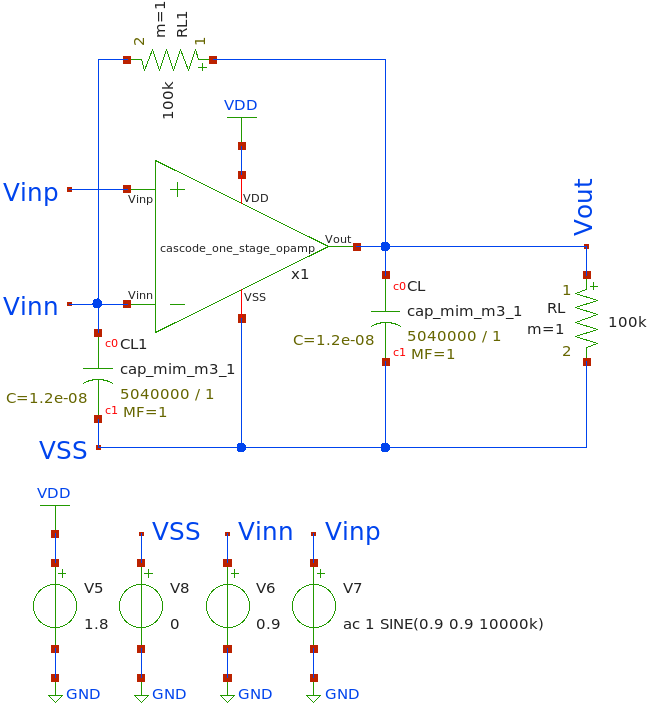 m=1
RL1
2
1
+
100k
VDD
Vinp
Vinp
+
VDD
Vout
cascode_one_stage_opamp
Vout
x1
Vinn
Vinn
−
VSS
c0
CL
cap_mim_m3_1
C=1.2e-08
5040000 / 1
c1
MF=1
1
+
RL
m=1
2
100k
c0
CL1
cap_mim_m3_1
C=1.2e-08
5040000 / 1
c1
MF=1
VSS
VDD
VSS
Vinn
Vinp
+
V5
+
V8
+
V6
+
V7
1.8
0
0.9
ac 1 SINE(0.9 0.9 10000k)
GND
GND
GND
GND